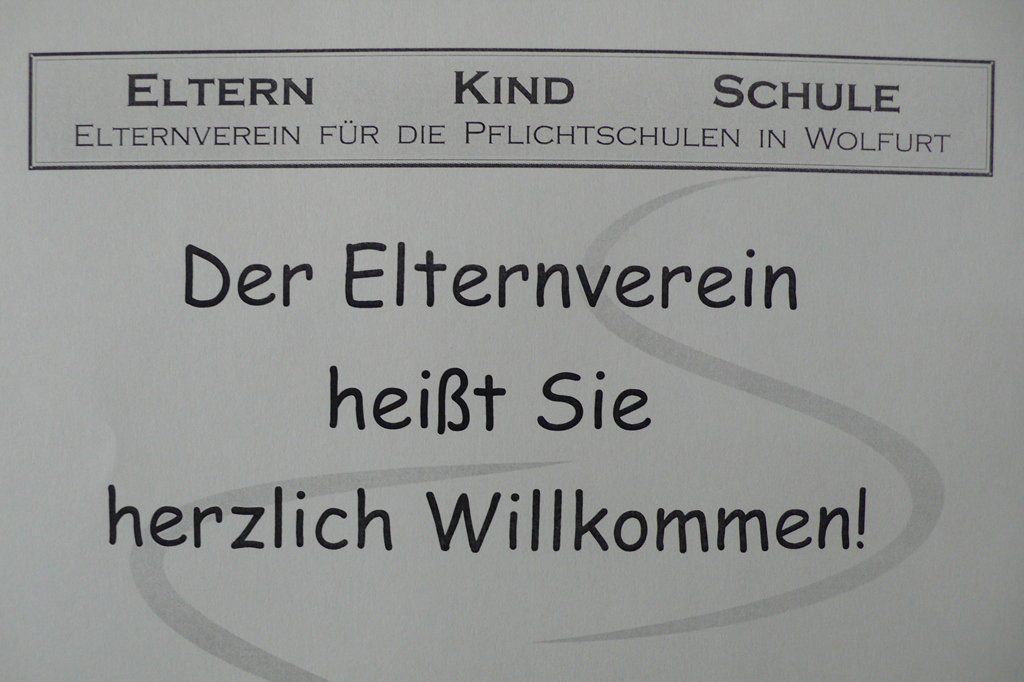 ELTERN KIND SCHULE
ELTERNVEREIN FÜR DIE PFLICHTSCHULEN IN WOLFURT
Der Elternverein
heißt Sie
herzlich Willkommen!